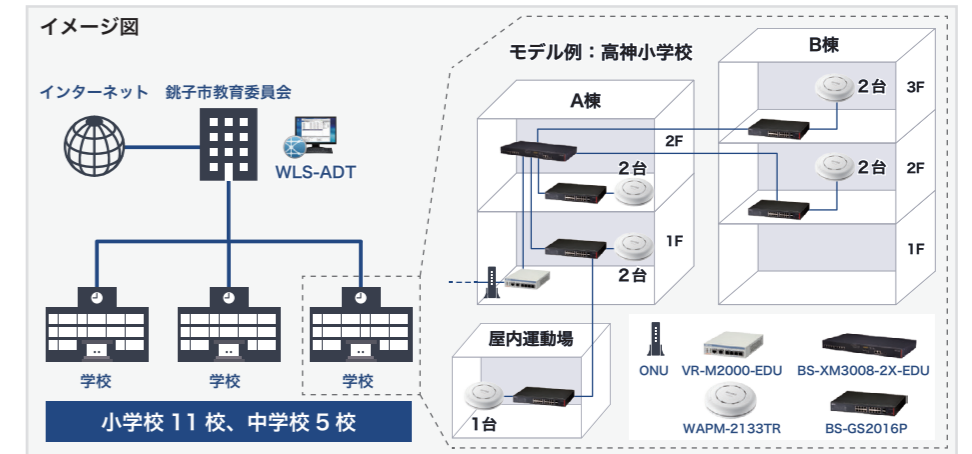 イメージ図
インターネット
銚子市教育委員会
WLS-ADT
学校
学校
学校
小学校 11 校、中学校 5 校
モデル例：高神小学校
A棟
2F
2台
1F
2台
B棟
2台
3F
2台
2F
1F
屋内運動場
1台
ONU
VR-M2000-EDU
BS-XM3008-2X-EDU
WAPM-2133TR
BS-GS2016P